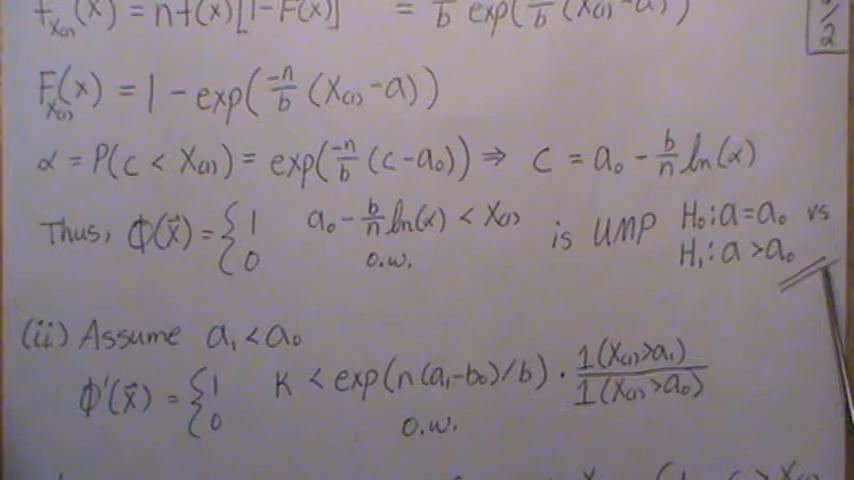 f_{X(1)}(x) = n f(x)[1-F(x)] = /b exp( /b (X(1)-a))
/2
F_{X(1)}(x) = 1 - exp(-n/b (X(1)-a))
α = P(c < X(1)) = exp(-n/b (c-a₀)) ⇒ c = a₀ - b/n ln(α)
Thus, Φ(x⃗) = { 1 a₀ - b/n ln(α) < X(1) is UMP H₀: a = a₀ vs
0 o.w. H₁: a > a₀
(ii) Assume a₁ < a₀
Φ'(x⃗) = { 1 K < exp(n(a₁-b₀)/b) · 1(X(1)>a₁) / 1(X(1)>a₀)
0 o.w.